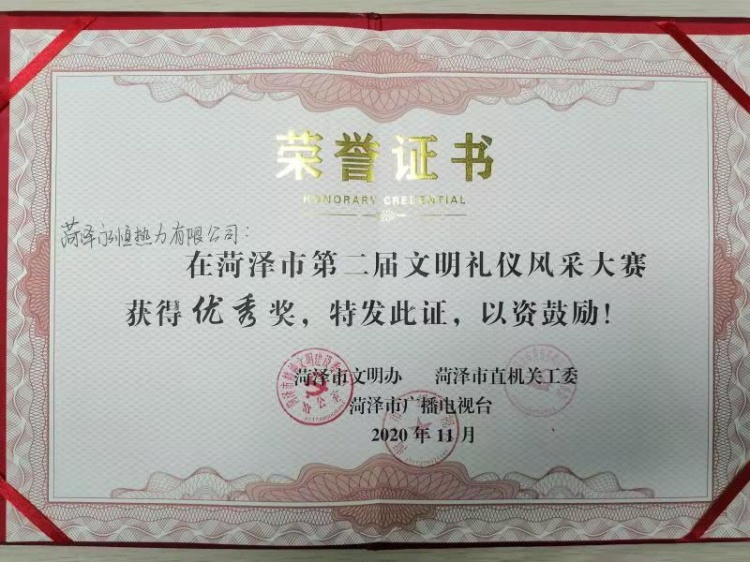 荣誉证书
HONORARY CREDENTIAL
菏泽永恒热力有限公司：
在菏泽市第二届文明礼仪风采大赛
获得优秀奖，特发此证，以资鼓励！
菏泽市文明办 菏泽市直机关工委
菏泽市广播电视台
2020年11月